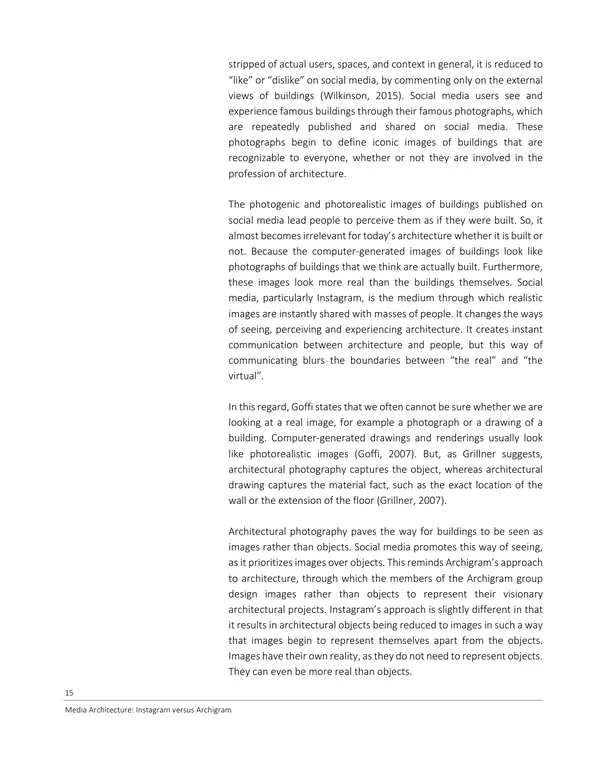 stripped of actual users, spaces, and context in general, it is reduced to
“like” or “dislike” on social media, by commenting only on the external
views of buildings (Wilkinson, 2015). Social media users see and
experience famous buildings through their famous photographs, which
are repeatedly published and shared on social media. These
photographs begin to define iconic images of buildings that are
recognizable to everyone, whether or not they are involved in the
profession of architecture.
The photogenic and photorealistic images of buildings published on
social media lead people to perceive them as if they were built. So, it
almost becomes irrelevant for today’s architecture whether it is built or
not. Because the computer-generated images of buildings look like
photographs of buildings that we think are actually built. Furthermore,
these images look more real than the buildings themselves. Social
media, particularly Instagram, is the medium through which realistic
images are instantly shared with masses of people. It changes the ways
of seeing, perceiving and experiencing architecture. It creates instant
communication between architecture and people, but this way of
communicating blurs the boundaries between “the real” and “the
virtual”.
In this regard, Goffi states that we often cannot be sure whether we are
looking at a real image, for example a photograph or a drawing of a
building. Computer-generated drawings and renderings usually look
like photorealistic images (Goffi, 2007). But, as Grillner suggests,
architectural photography captures the object, whereas architectural
drawing captures the material fact, such as the exact location of the
wall or the extension of the floor (Grillner, 2007).
Architectural photography paves the way for buildings to be seen as
images rather than objects. Social media promotes this way of seeing,
as it prioritizes images over objects. This reminds Archigram’s approach
to architecture, through which the members of the Archigram group
design images rather than objects to represent their visionary
architectural projects. Instagram’s approach is slightly different in that
it results in architectural objects being reduced to images in such a way
that images begin to represent themselves apart from the objects.
Images have their own reality, as they do not need to represent objects.
They can even be more real than objects.
15
Media Architecture: Instagram versus Archigram